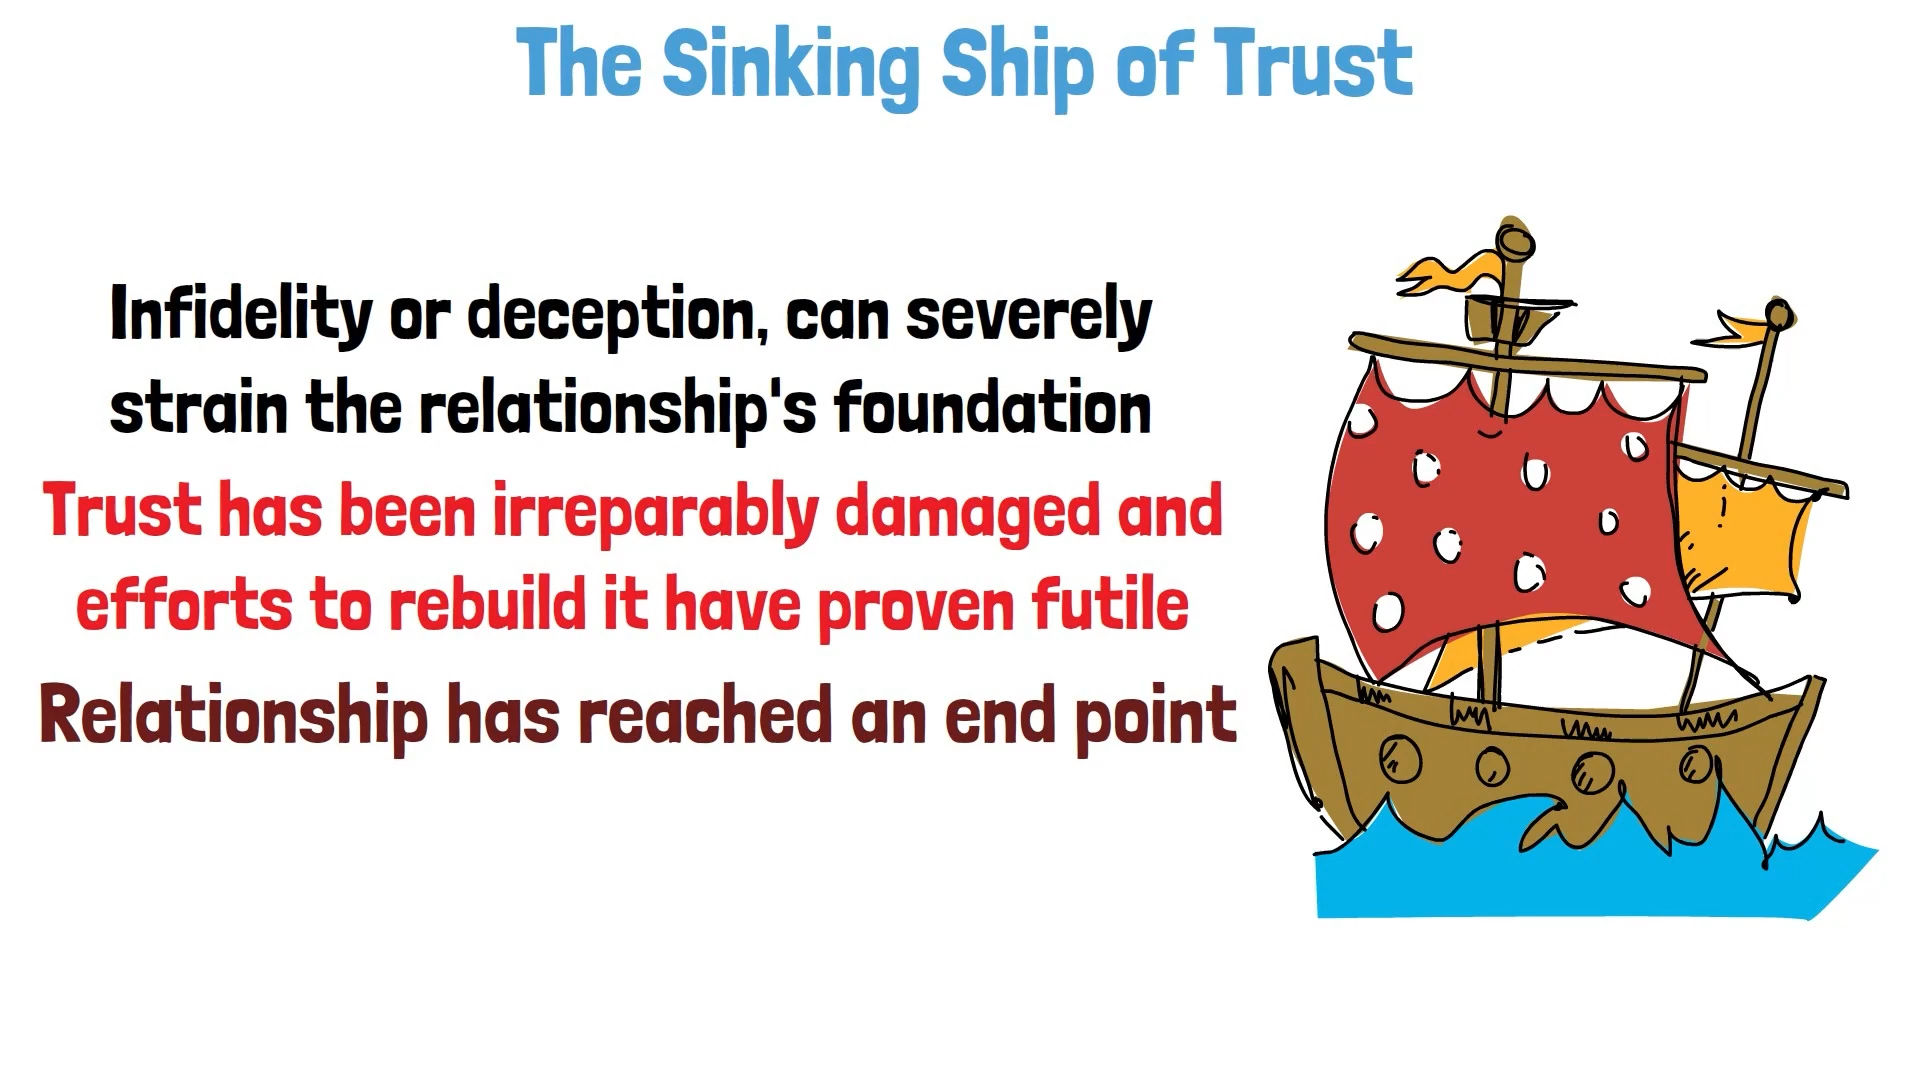 The Sinking Ship of Trust
Infidelity or deception, can severely
strain the relationship's foundation
Trust has been irreparably damaged and
efforts to rebuild it have proven futile
Relationship has reached an end point